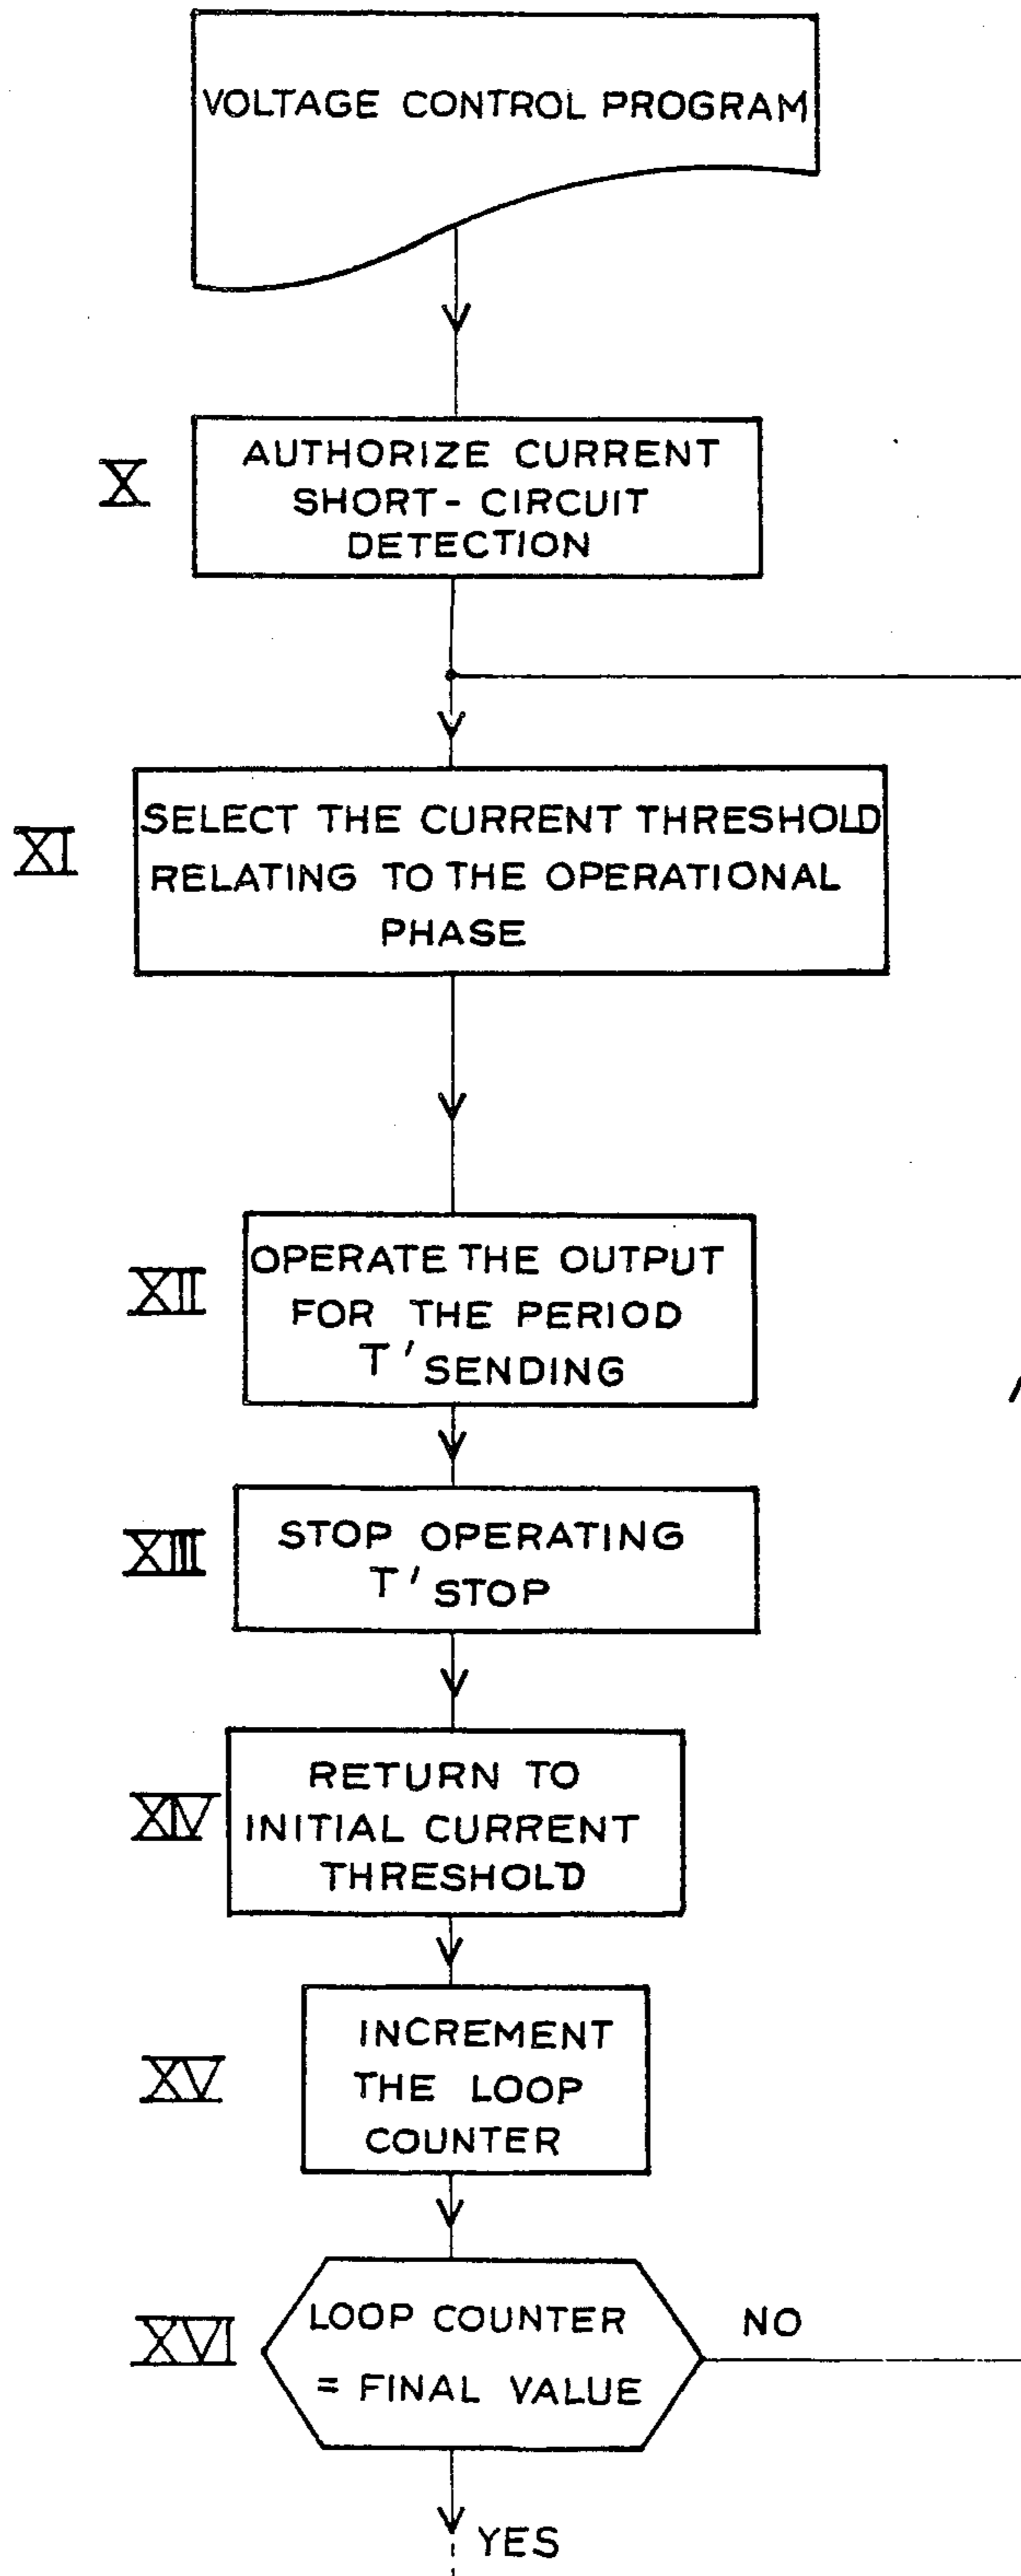 VOLTAGE CONTROL PROGRAM
X
AUTHORIZE CURRENT
SHORT-CIRCUIT
DETECTION
XI
SELECT THE CURRENT THRESHOLD
RELATING TO THE OPERATIONAL
PHASE
XII
OPERATE THE OUTPUT
FOR THE PERIOD
T' SENDING
XIII
STOP OPERATING
T' STOP
XIV
RETURN TO
INITIAL CURRENT
THRESHOLD
XV
INCREMENT
THE LOOP
COUNTER
XVI
LOOP COUNTER
= FINAL VALUE
NO
YES